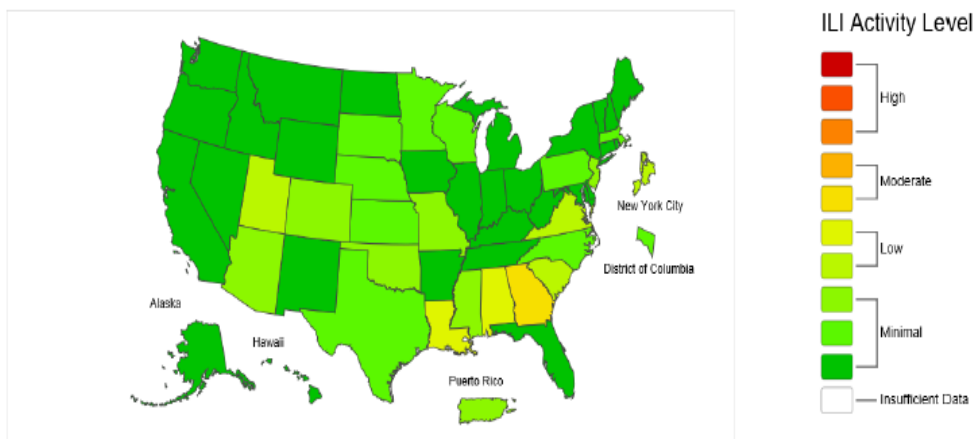 ILI Activity Level
High
Moderate
New York City
Low
District of Columbia
Alaska
Hawaii
Minimal
Puerto Rico
Insufficient Data